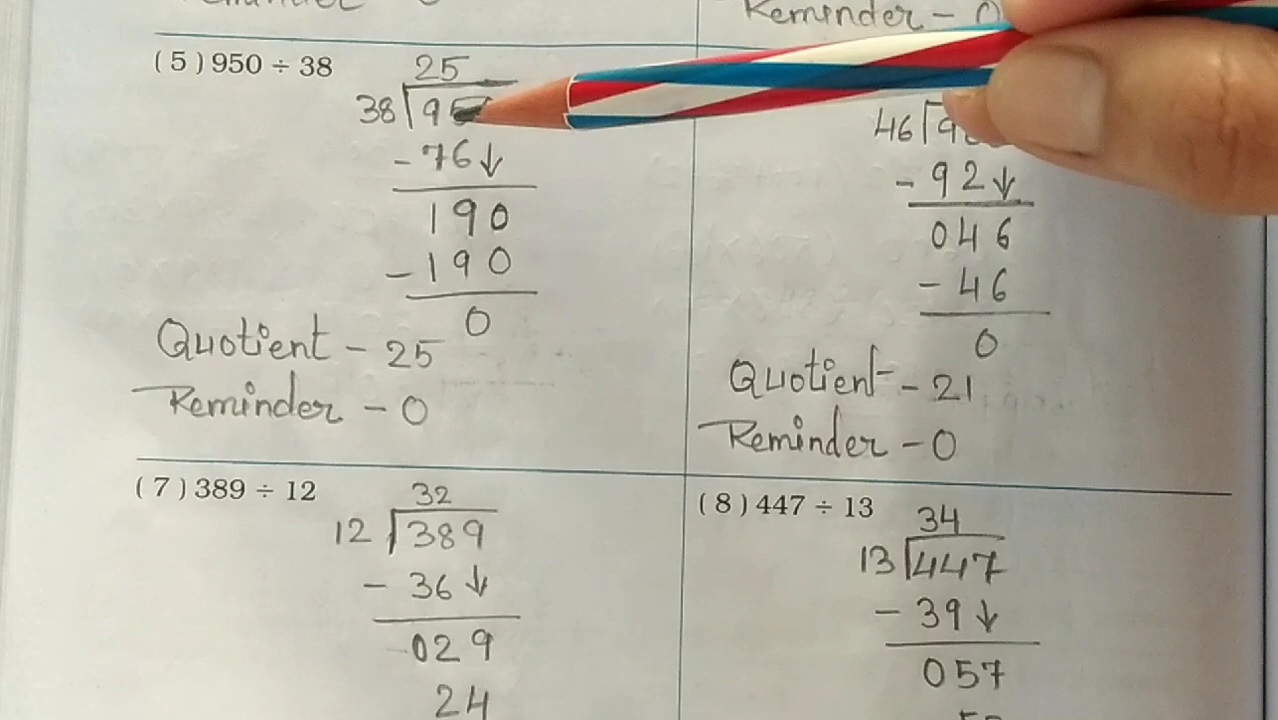 Reminder - 0
(5) 950 ÷ 38
25
38
- 76↓
190
- 190
0
Quotient - 25
Reminder - 0
46
- 92↓
046
- 46
0
Quotient - 21
Reminder - 0
(7) 389 ÷ 12
32
12 389
- 36↓
029
24
(8) 447 ÷ 13
34
13 447
- 39↓
057